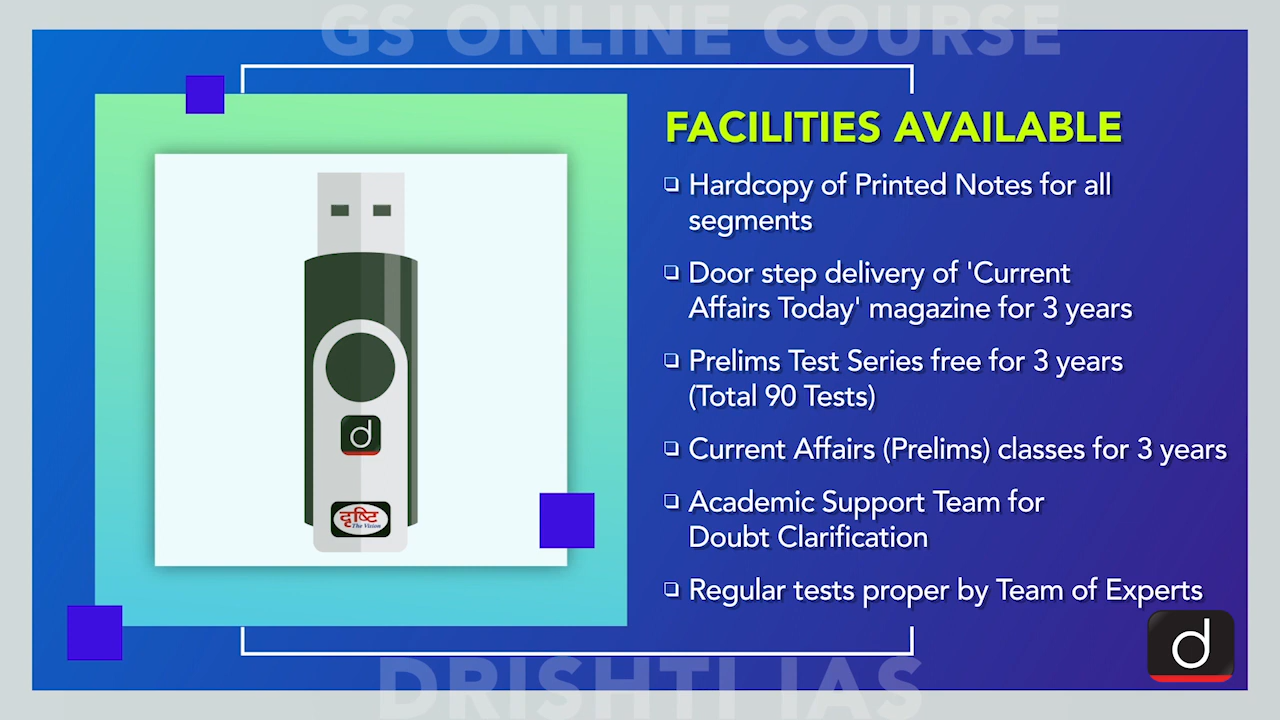 GS ONLINE COURSE
FACILITIES AVAILABLE
Hardcopy of Printed Notes for all
segments
Door step delivery of 'Current
Affairs Today' magazine for 3 years
Prelims Test Series free for 3 years
(Total 90 Tests)
Current Affairs (Prelims) classes for 3 years
Academic Support Team for
Doubt Clarification
Regular tests proper by Team of Experts
d
दृष्टि
The Vision
d
DRISHTI IAS